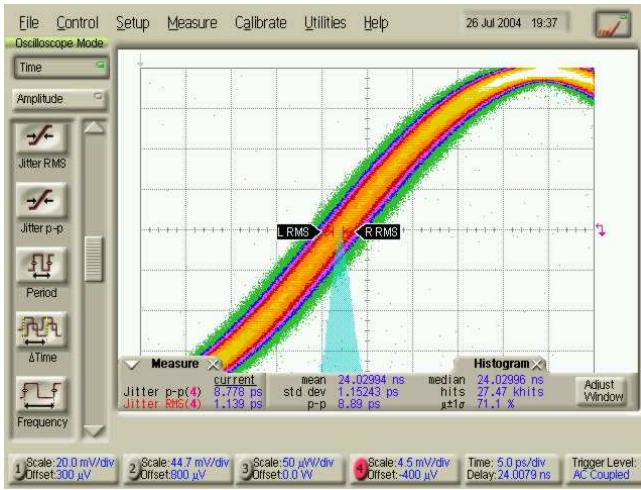 File Control Setup Measure Calibrate Utilities Help 26 Jul 2004 19:37
Oscilloscope Mode
Time
Amplitude
Jitter RMS
Jitter p-p
Period
ΔTime
Frequency
L RMS R RMS
Measure
current
Jitter p-p(4) 8.778 ps
Jitter RMS(4) 1.139 ps
Histogram
mean 24.02994 ns median 24.02996 ns
std dev 1.15243 ps hits 27.47 khits
p-p 8.89 ps μ±1σ 71.1 %
Adjust
Window
1 Scale:20.0 mV/div
Offset:300 μV
2 Scale:44.7 mV/div
Offset:800 μV
3 Scale:50 μW/div
Offset:0.0 W
4 Scale:4.5 mV/div
Offset:-400 μV
Time: 5.0 ps/div
Delay:24.0079 ns
Trigger Level:
AC Coupled